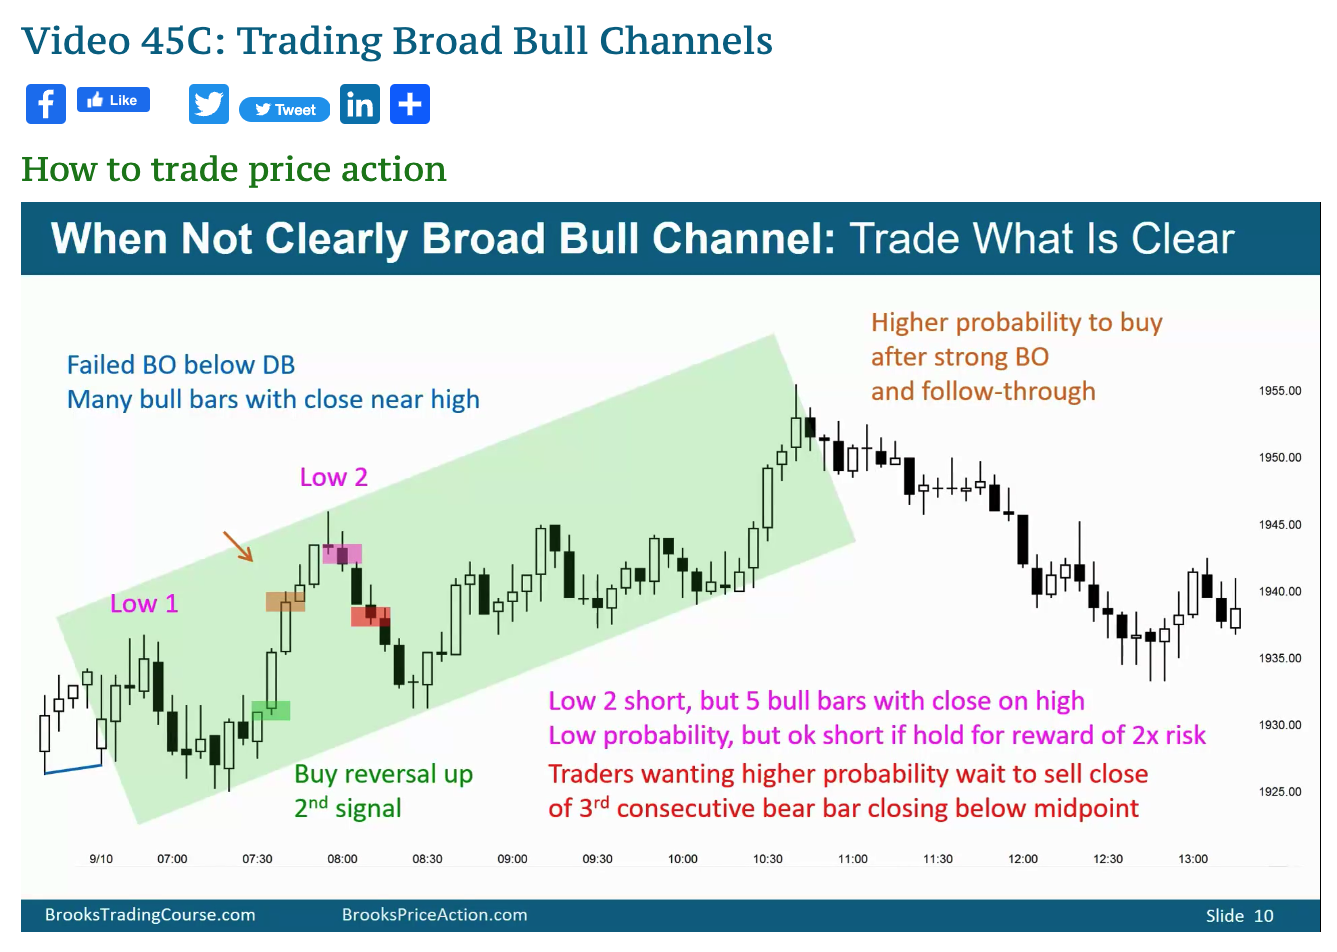 Video 45C: Trading Broad Bull Channels
f Like Tweet in +
How to trade price action
When Not Clearly Broad Bull Channel: Trade What Is Clear
Failed BO below DB
Many bull bars with close near high
Higher probability to buy
after strong BO
and follow-through
Low 2
Low 1
Buy reversal up
2nd signal
Low 2 short, but 5 bull bars with close on high
Low probability, but ok short if hold for reward of 2x risk
Traders wanting higher probability wait to sell close
of 3rd consecutive bear bar closing below midpoint
1955.00
1950.00
1945.00
1940.00
1935.00
1930.00
1925.00
9/10 07:00 07:30 08:00 08:30 09:00 09:30 10:00 10:30 11:00 11:30 12:00 12:30 13:00
BrooksTradingCourse.com BrooksPriceAction.com Slide 10